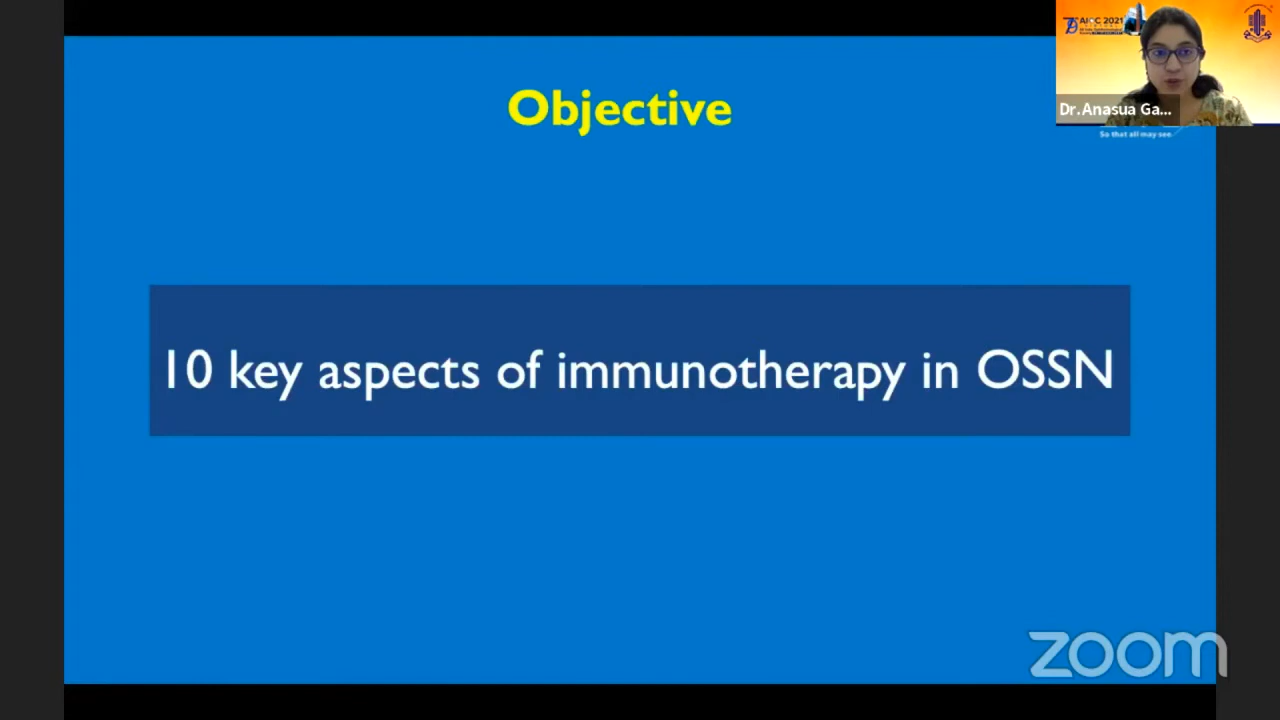 Objective
10 key aspects of immunotherapy in OSSN
AIOC 2021
Dr.Anasua Ga...
So that all may see.
zoom